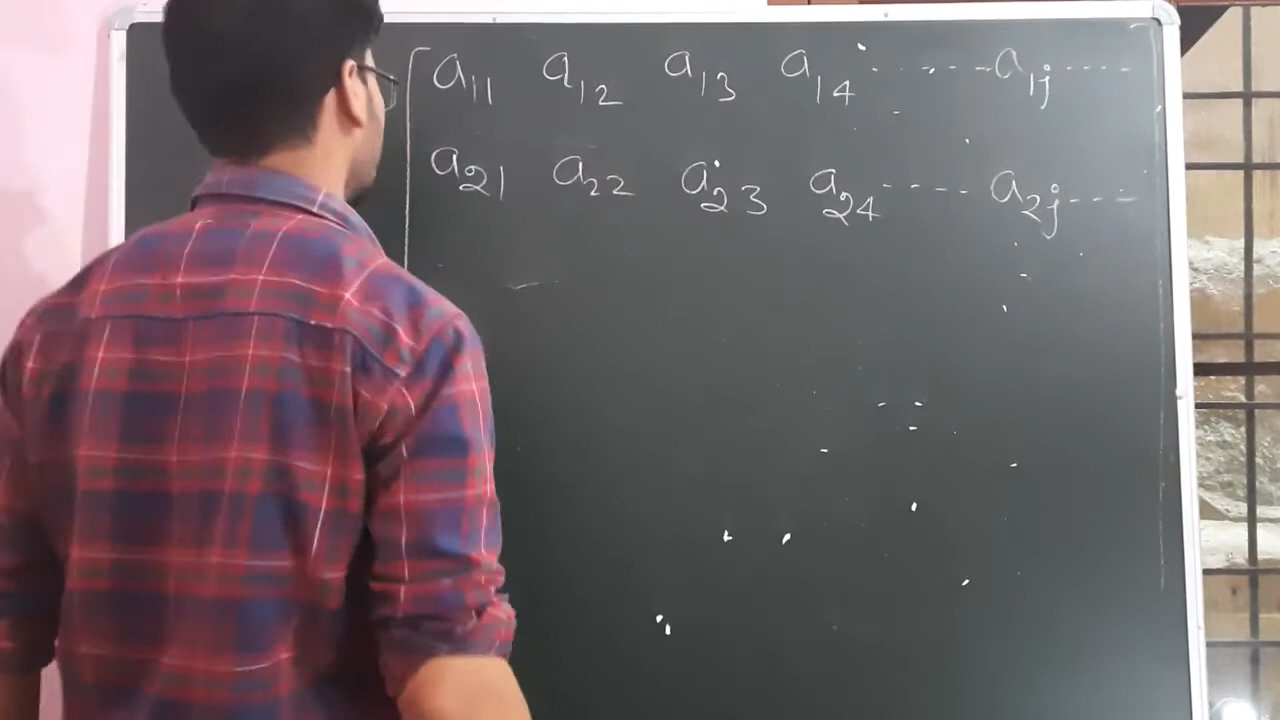 [ a₁₁ a₁₂ a₁₃ a₁₄ ------ a₁ⱼ ----
a₂₁ a₂₂ a₂₃ a₂₄ ---- a₂ⱼ ---